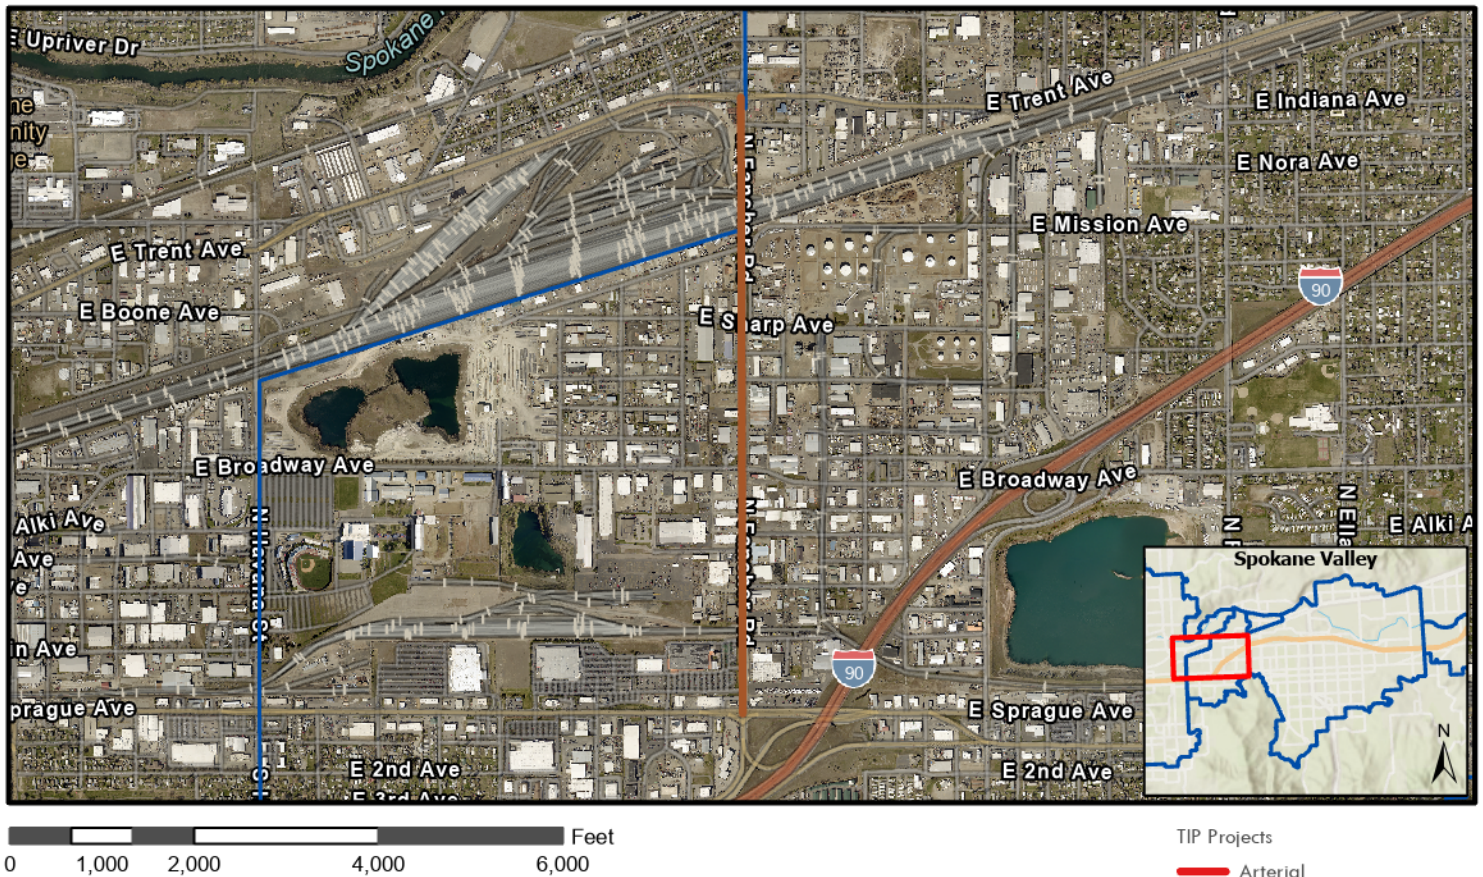 E Upriver Dr
Spokane
E Trent Ave
E Indiana Ave
E Nora Ave
N Fancher Rd
E Mission Ave
E Trent Ave
90
E Boone Ave
E Sharp Ave
E Broadway Ave
E Broadway Ave
Alki Ave
N Havana St
N Fancher Rd
E Alki A
Ave
Spokane Valley
in Ave
90
prague Ave
E Sprague Ave
E 2nd Ave
E 2nd Ave
E 3rd Ave
N
Feet
0 1,000 2,000 4,000 6,000
TIP Projects
Arterial